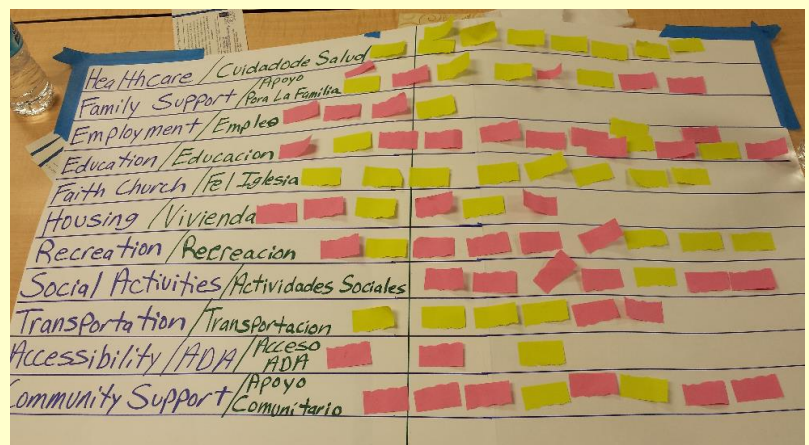 Healthcare / Cuidadode Salud
Family Support / Apoyo
Para La Familia
Employment / Empleo
Education / Educacion
Faith Church / Fe I Iglesia
Housing / Vivienda
Recreation / Recreacion
Social Activities / Actividades Sociales
Transportation / Transportacion
Accessibility / ADA / Acceso
ADA
Community Support / Apoyo
Comunitario